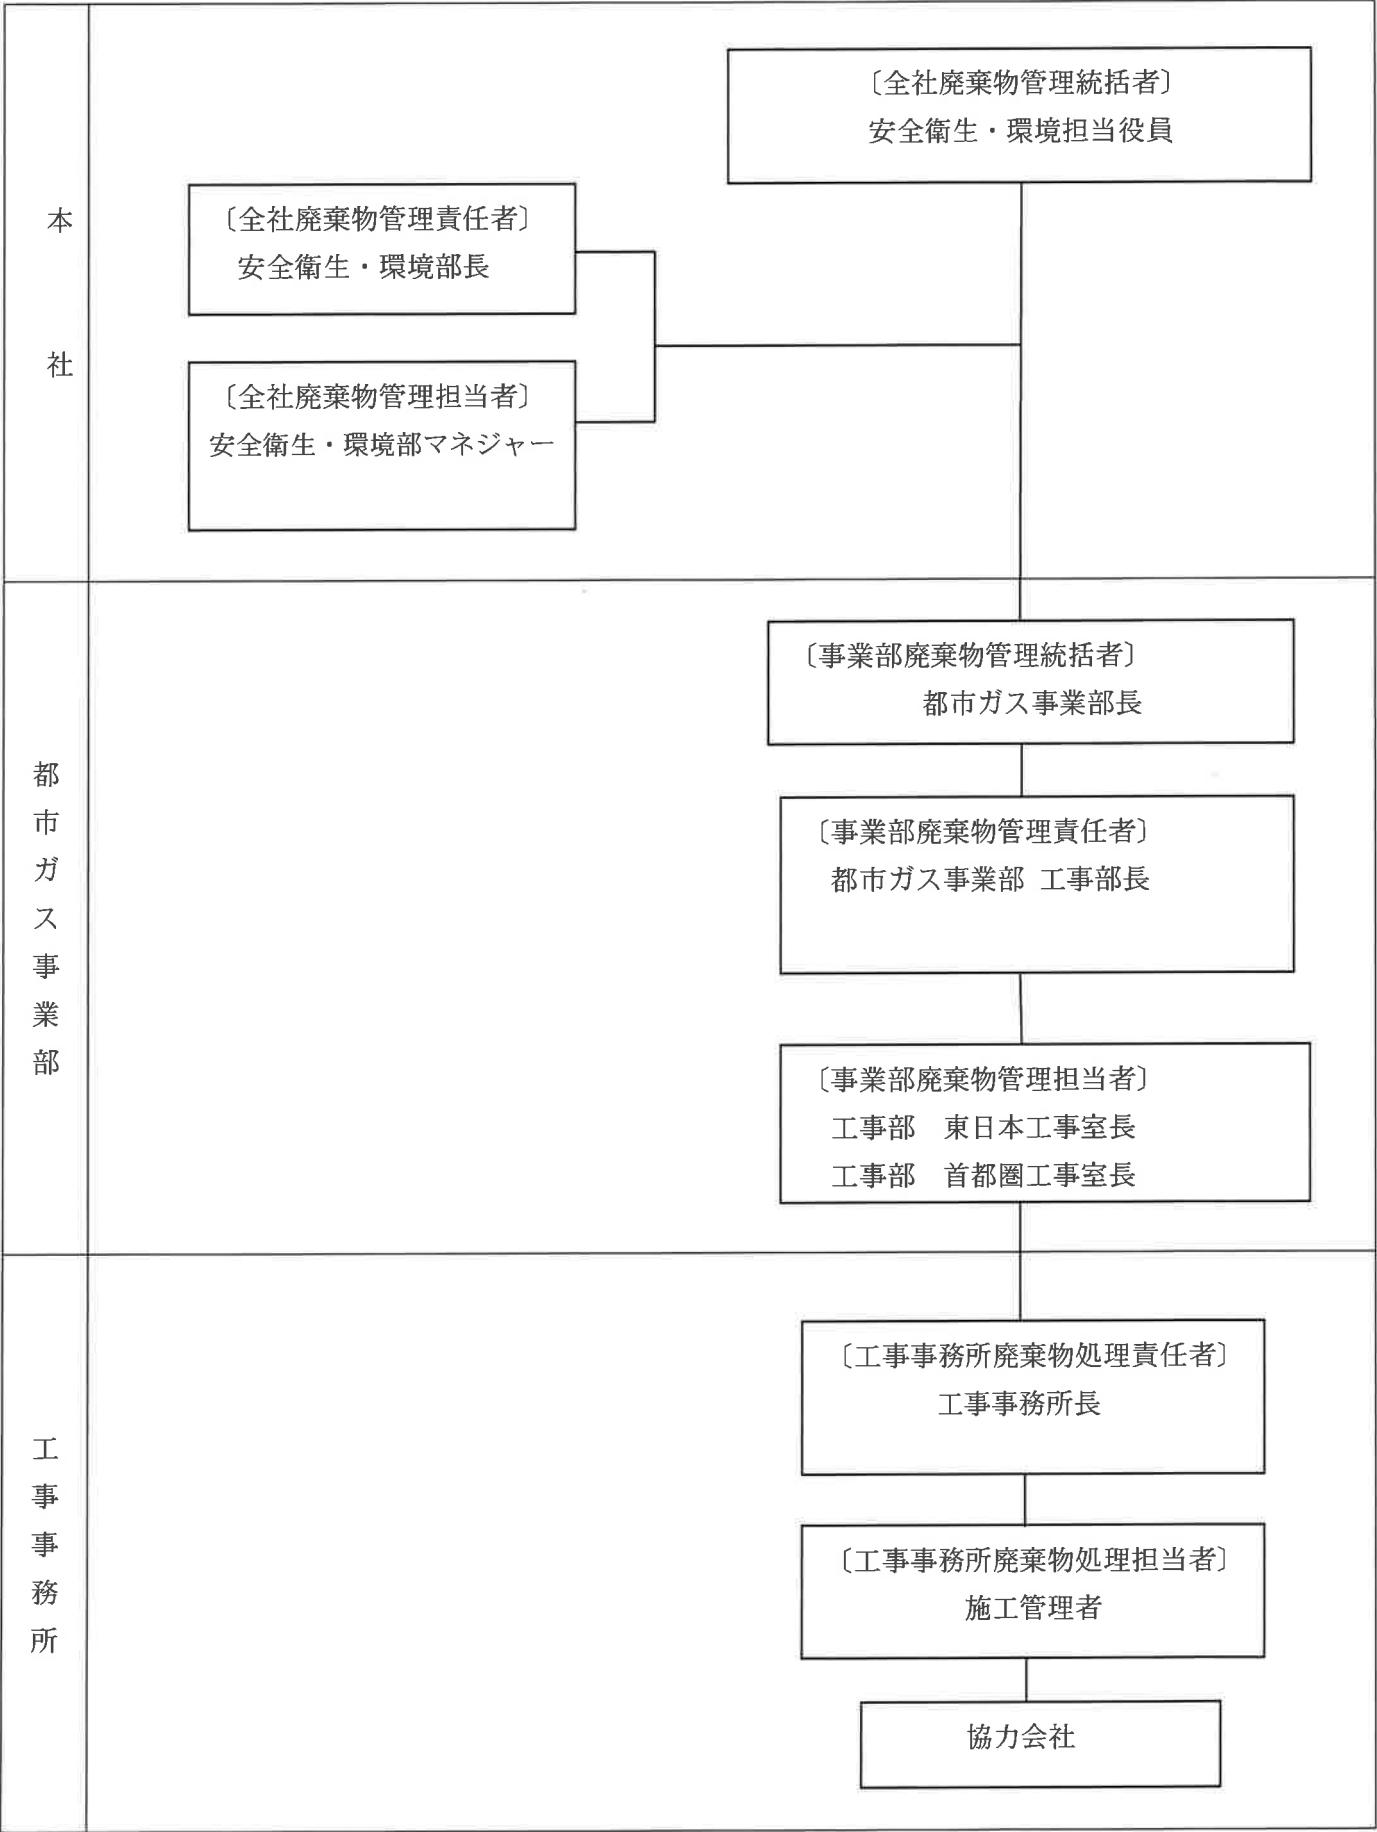 本社
〔全社廃棄物管理統括者〕
安全衛生・環境担当役員
〔全社廃棄物管理責任者〕
安全衛生・環境部長
〔全社廃棄物管理担当者〕
安全衛生・環境部マネジャー
都市ガス事業部
〔事業部廃棄物管理統括者〕
都市ガス事業部長
〔事業部廃棄物管理責任者〕
都市ガス事業部 工事部長
〔事業部廃棄物管理担当者〕
工事部　東日本工事室長
工事部　首都圏工事室長
工事事務所
〔工事事務所廃棄物処理責任者〕
工事事務所長
〔工事事務所廃棄物処理担当者〕
施工管理者
協力会社